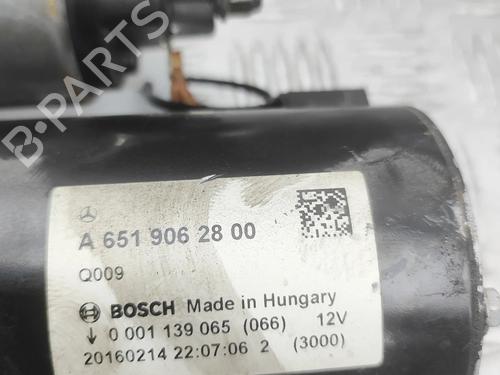 B-PARTS
A 651 906 28 00
Q009
BOSCH Made in Hungary
0 001 139 065 (066) 12V
20160214 22:07:06 2 (3000)